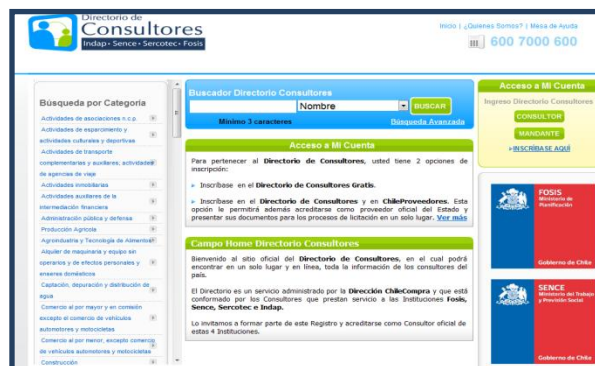 Directorio de
Consultores
Indap • Sence • Sercotec • Fosis
Inicio | ¿Quienes Somos? | Mesa de Ayuda
600 7000 600
Búsqueda por Categoria
Actividades de asociaciones n.c.p.
Actividades de esparcimiento y
actividades culturales y deportivas
Actividades de transporte
complementarias y auxiliares; actividades
de agencias de viaje
Actividades inmobiliarias
Actividades auxiliares de la
intermediación financiera
Administración pública y defensa
Producción Agrícola
Agroindustria y Tecnología de Alimentos
Alquiler de maquinaria y equipo sin
operarios y de efectos personales y
enseres domésticos
Captación, depuración y distribución de
agua
Comercio al por mayor y en comisión
excepto el comercio de vehículos
automotores y motocicletas
Comercio al por menor, excepto comercio
de vehículos automotores y motocicletas
Construcción
Buscador Directorio Consultores
Nombre
BUSCAR
Mínimo 3 caracteres
Búsqueda Avanzada
Acceso a Mi Cuenta
Para pertenecer al Directorio de Consultores, usted tiene 2 opciones de
inscripción:
Inscríbase en el Directorio de Consultores Gratis.
Inscríbase en el Directorio de Consultores y en ChileProveedores. Esta
opción le permitirá además acreditarse como proveedor oficial del Estado y
presentar sus documentos para los procesos de licitación en un solo lugar. Ver más
Campo Home Directorio Consultores
Bienvenido al sitio oficial del Directorio de Consultores, en el cual podrá
encontrar en un solo lugar y en línea, toda la información de los consultores del
país.
El Directorio es un servicio administrado por la Dirección ChileCompra y que está
conformado por los Consultores que prestan servicio a las Instituciones Fosis,
Sence, Sercotec e Indap.
Lo invitamos a formar parte de este Registro y acreditarse como Consultor oficial de
estas 4 Instituciones.
Acceso a Mi Cuenta
Ingreso Directorio Consultores
CONSULTOR
MANDANTE
»INSCRÍBASE AQUÍ
FOSIS
Ministerio de
Planificación
Gobierno de Chile
SENCE
Ministerio del Trabajo
y Previsión Social
Gobierno de Chile